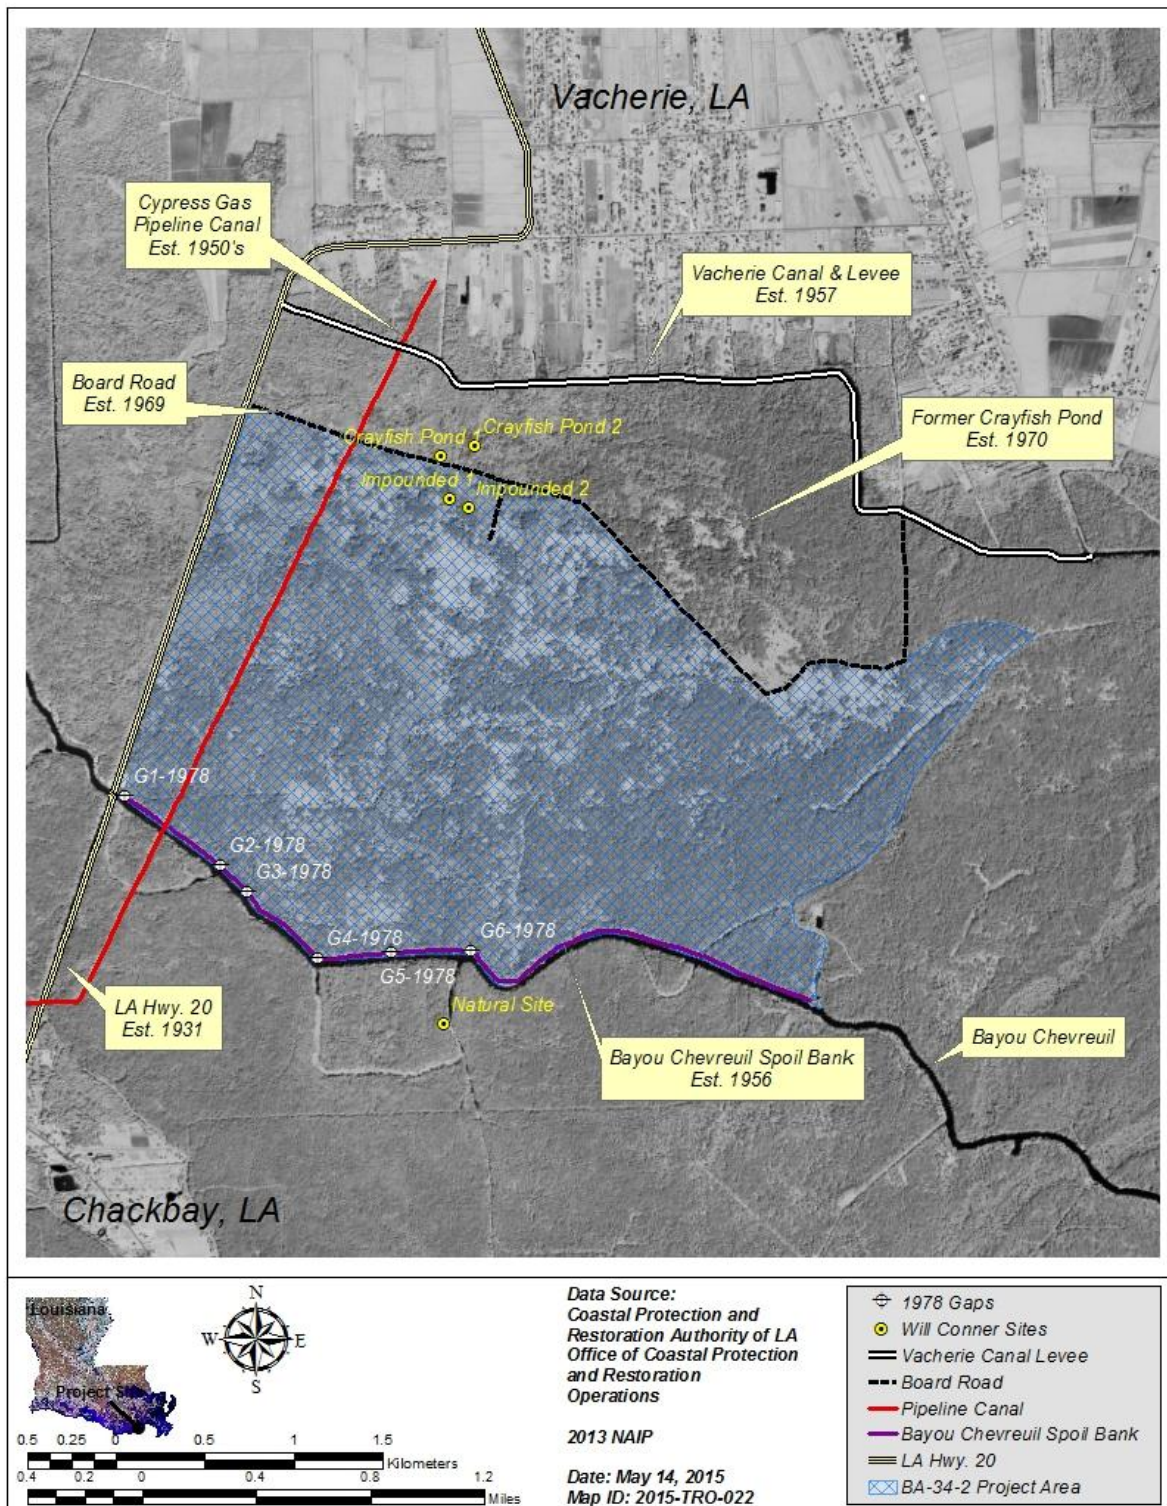 Vacherie, LA
Cypress Gas
Pipeline Canal
Est. 1950's
Vacherie Canal & Levee
Est. 1957
Board Road
Est. 1969
Former Crayfish Pond
Est. 1970
Crayfish Pond
Crayfish Pond 2
Impounded 1
Impounded 2
G1-1978
G2-1978
G3-1978
G4-1978
G5-1978
G6-1978
Natural Site
LA Hwy. 20
Est. 1931
Bayou Chevreuil Spoil Bank
Est. 1956
Bayou Chevreuil
Chackbay, LA
Louisiana
Project Site
N
W
E
S
0.5 0.25 0 0.5 1 1.5
Kilometers
0.4 0.2 0 0.4 0.8 1.2
Miles
Data Source:
Coastal Protection and
Restoration Authority of LA
Office of Coastal Protection
and Restoration
Operations
2013 NAIP
Date: May 14, 2015
Map ID: 2015-TRO-022
1978 Gaps
Will Conner Sites
Vacherie Canal Levee
Board Road
Pipeline Canal
Bayou Chevreuil Spoil Bank
LA Hwy. 20
BA-34-2 Project Area